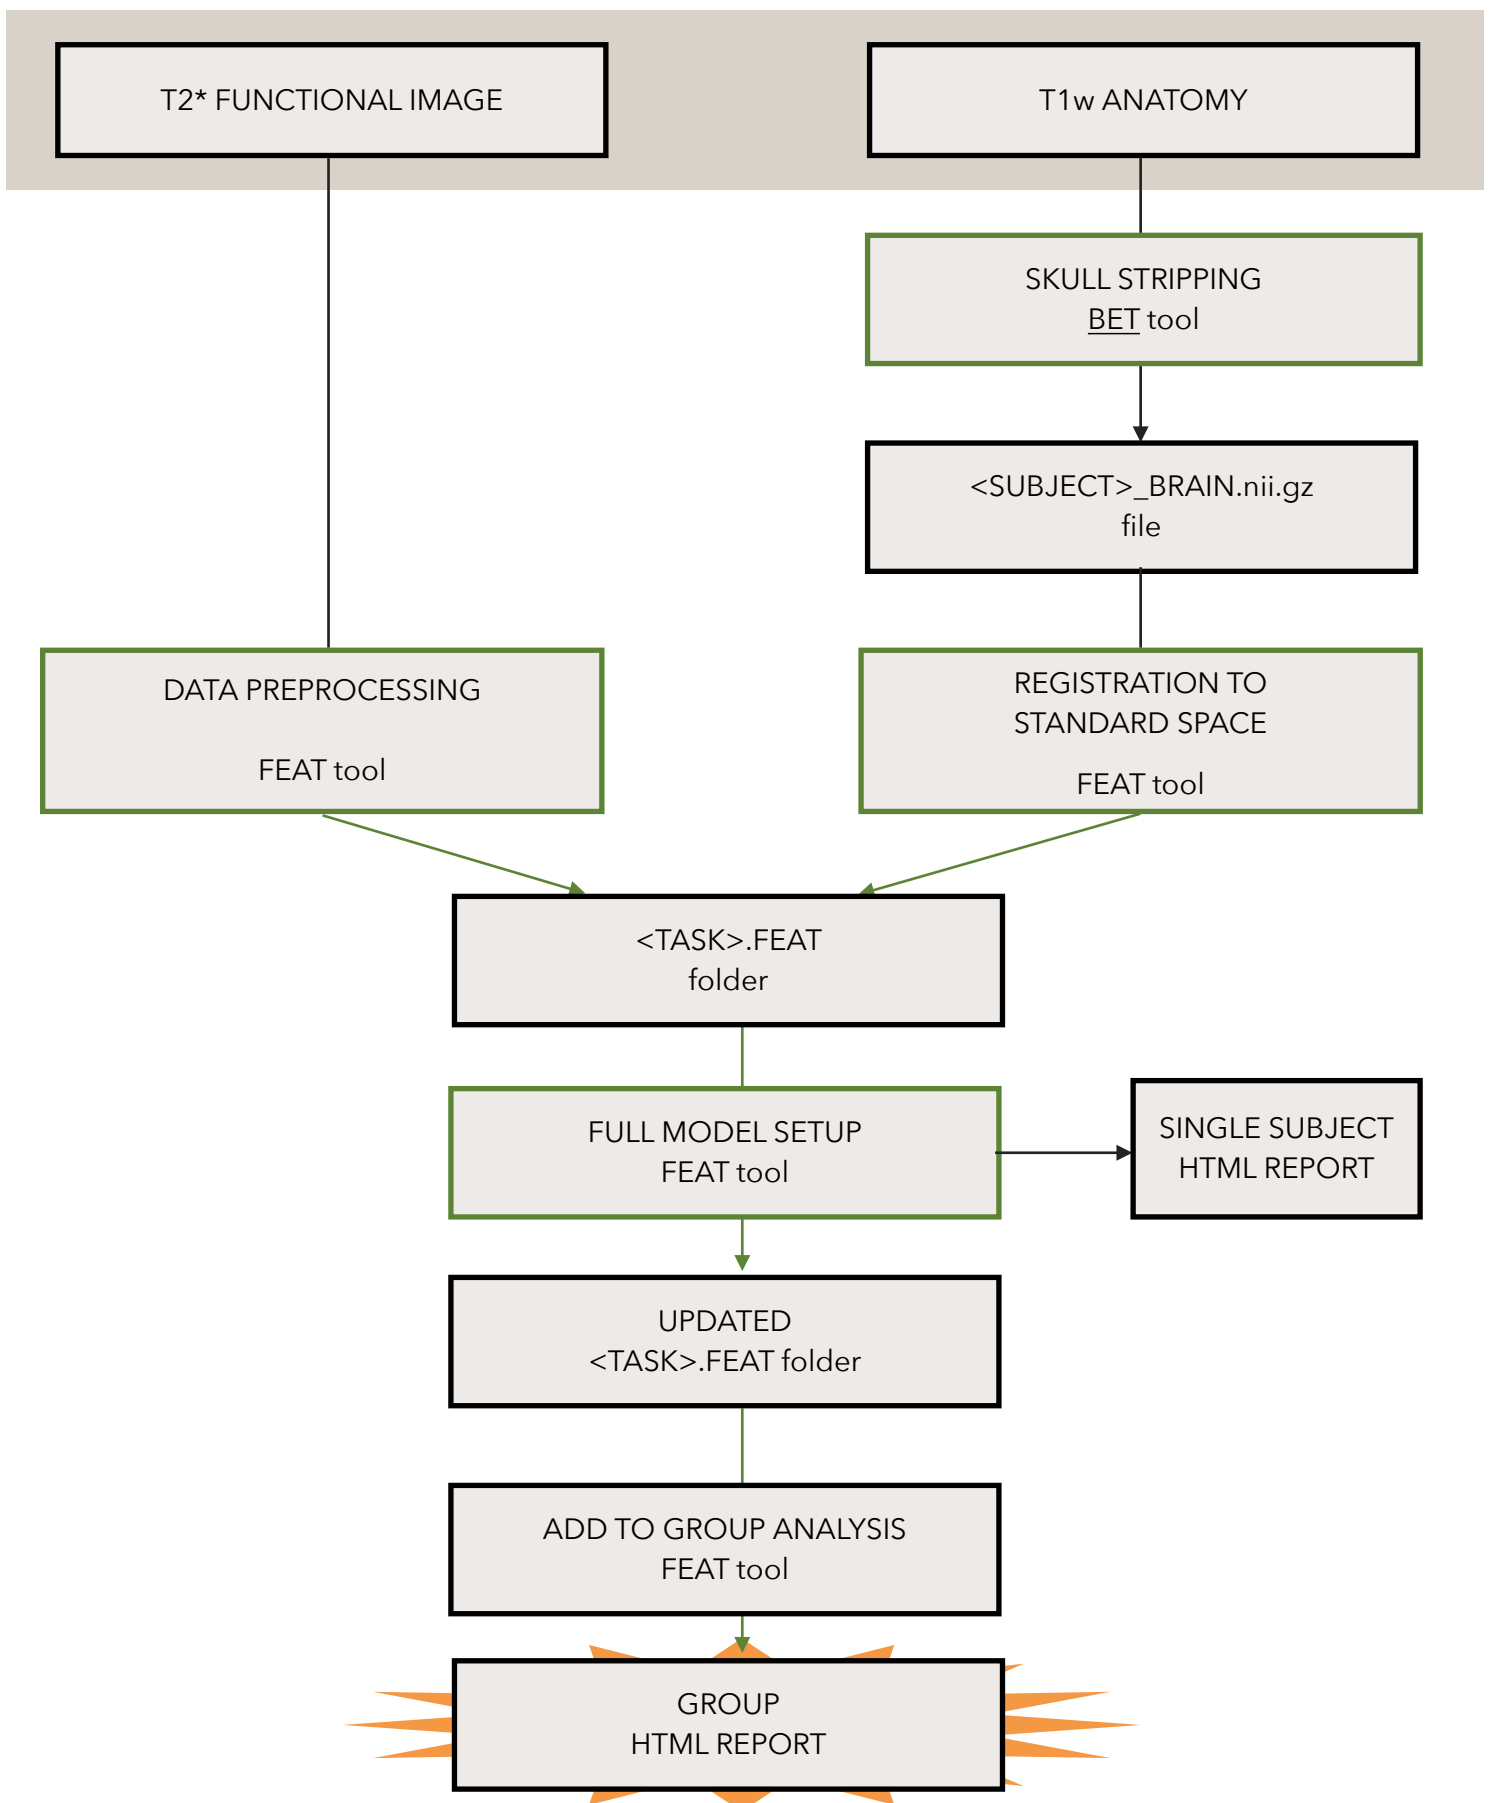 T2* FUNCTIONAL IMAGE
T1w ANATOMY
SKULL STRIPPING
BET tool
<SUBJECT>_BRAIN.nii.gz
file
DATA PREPROCESSING
FEAT tool
REGISTRATION TO
STANDARD SPACE
FEAT tool
<TASK>.FEAT
folder
FULL MODEL SETUP
FEAT tool
SINGLE SUBJECT
HTML REPORT
UPDATED
<TASK>.FEAT folder
ADD TO GROUP ANALYSIS
FEAT tool
GROUP
HTML REPORT